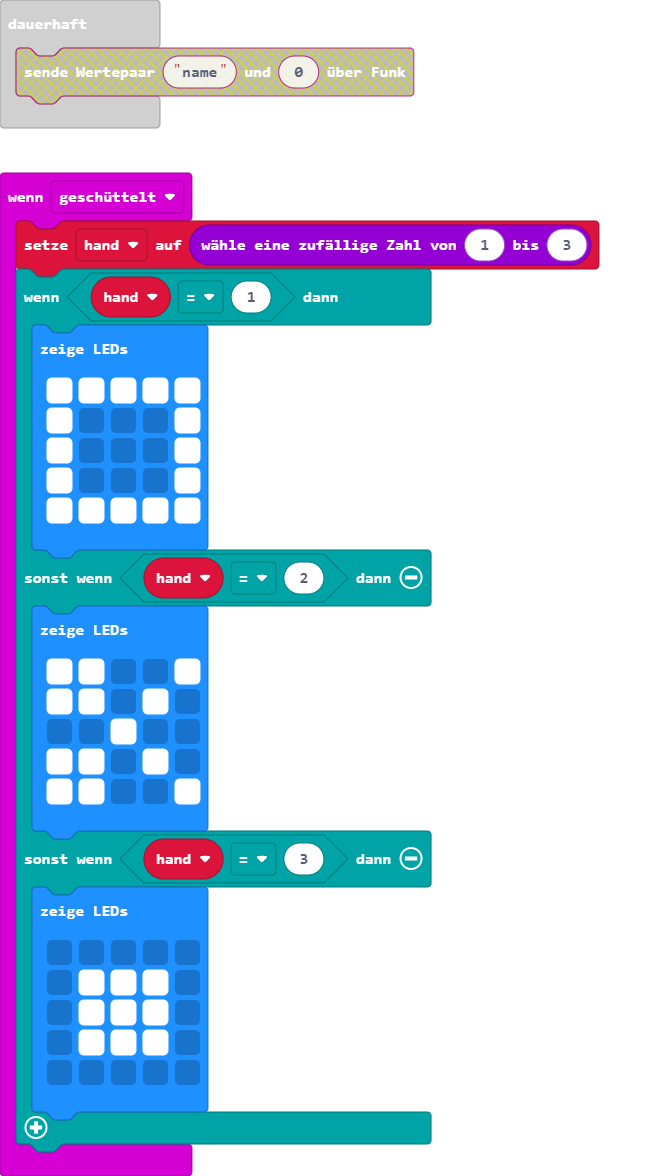 dauerhaft
sende Wertepaar "name" und 0 über Funk
wenn geschüttelt
setze hand auf wähle eine zufällige Zahl von 1 bis 3
wenn hand = 1 dann
zeige LEDs
sonst wenn hand = 2 dann
zeige LEDs
sonst wenn hand = 3 dann
zeige LEDs